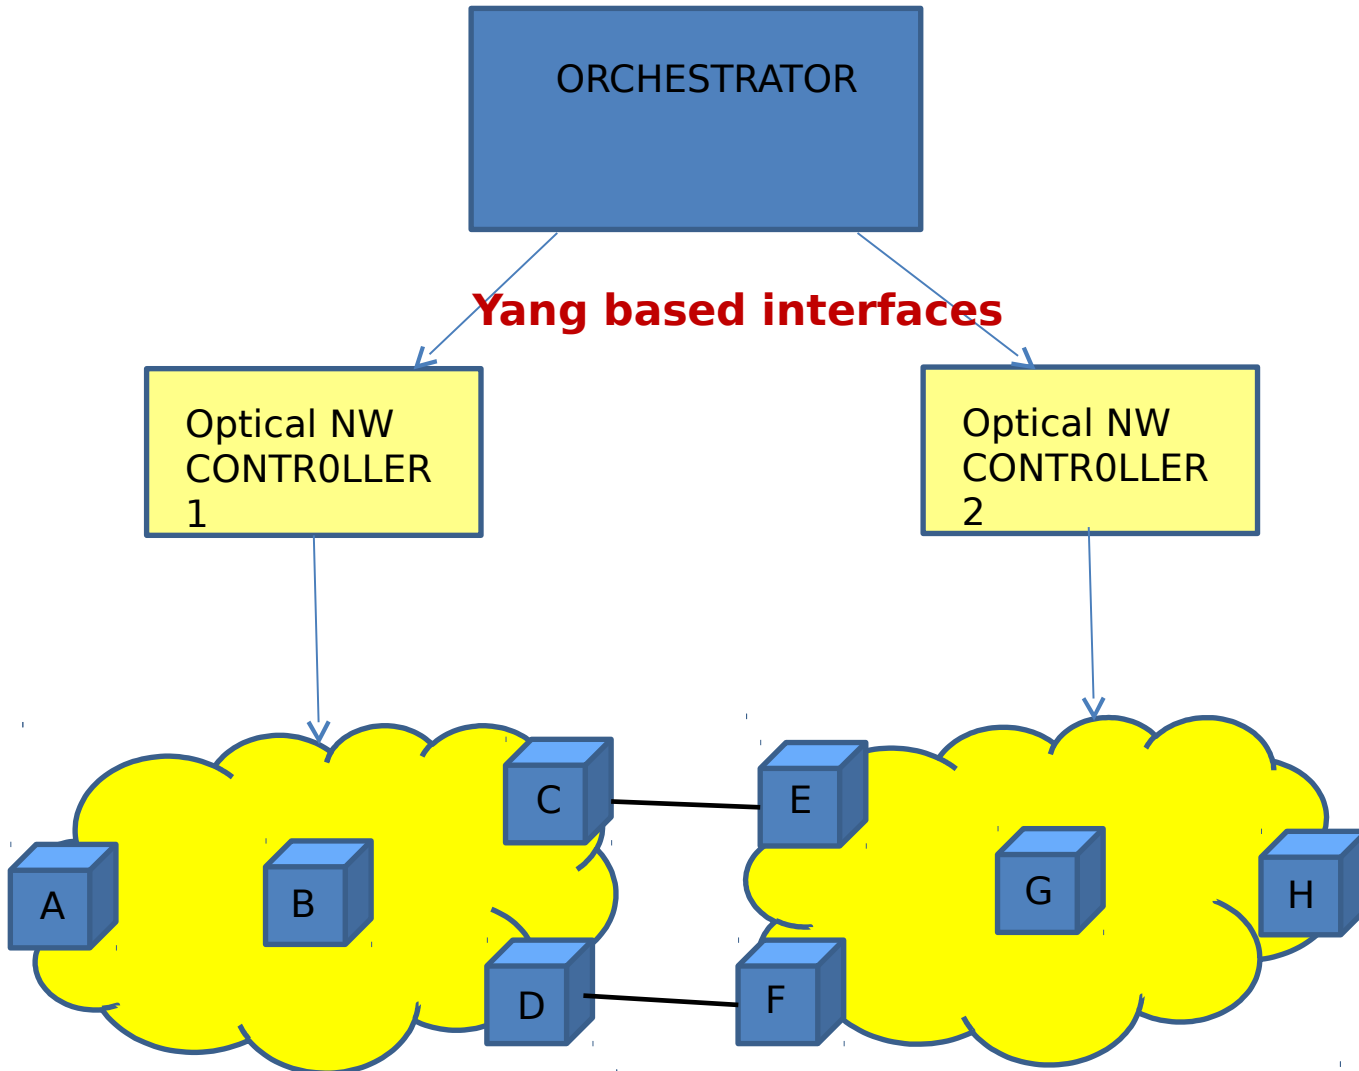 ORCHESTRATOR
Yang based interfaces
Optical NW
CONTR0LLER
1
Optical NW
CONTR0LLER
2
C
E
A
B
G
H
D
F